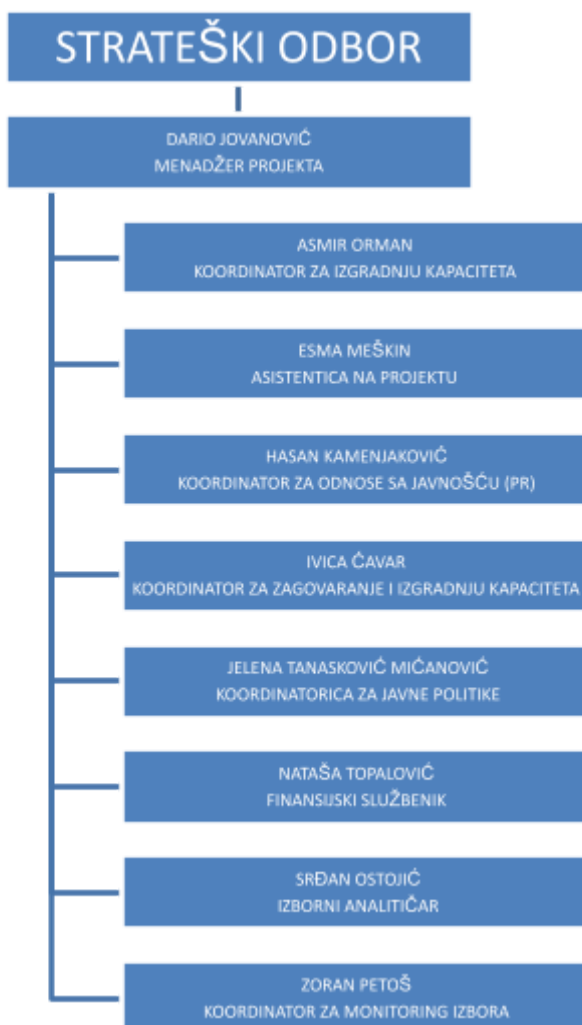 STRATEŠKI ODBOR
DARIO JOVANOVIĆ
MENADŽER PROJEKTA
ASMIR ORMAN
KOORDINATOR ZA IZGRADNJU KAPACITETA
ESMA MEŠKIN
ASISTENTICA NA PROJEKTU
HASAN KAMENJAKOVIĆ
KOORDINATOR ZA ODNOSE SA JAVNOŠĆU (PR)
IVICA ĆAVAR
KOORDINATOR ZA ZAGOVARANJE I IZGRADNJU KAPACITETA
JELENA TANASKOVIĆ MIĆANOVIĆ
KOORDINATORICA ZA JAVNE POLITIKE
NATAŠA TOPALOVIĆ
FINANSIJSKI SLUŽBENIK
SRĐAN OSTOJIĆ
IZBORNI ANALITIČAR
ZORAN PETOŠ
KOORDINATOR ZA MONITORING IZBORA